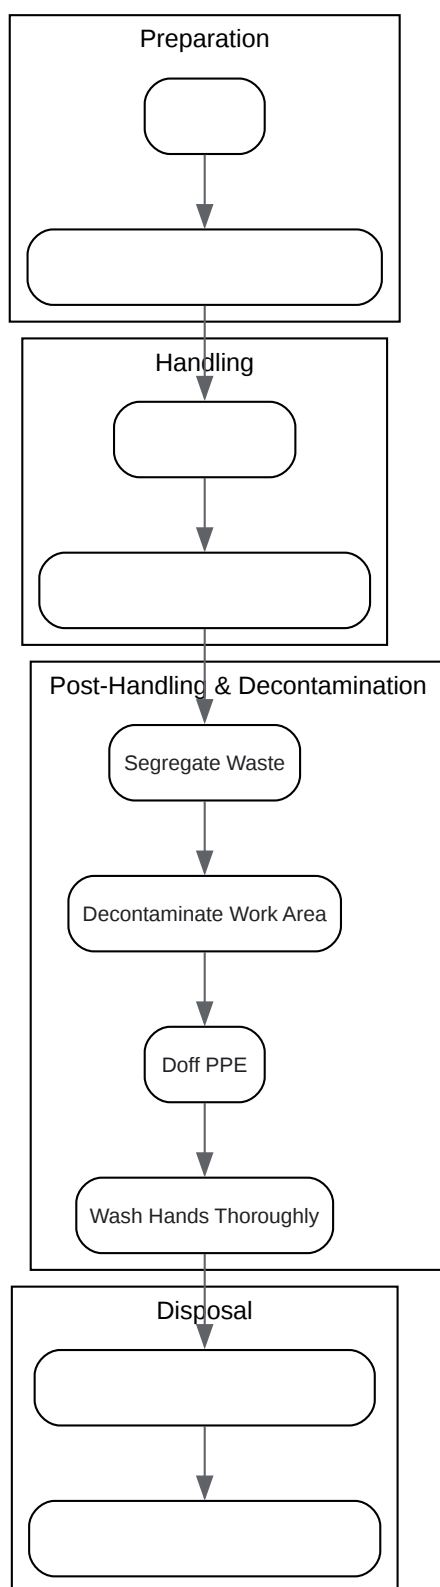 Preparation
Handling
Post-Handling & Decontamination
Segregate Waste
Decontaminate Work Area
Doff PPE
Wash Hands Thoroughly
Disposal